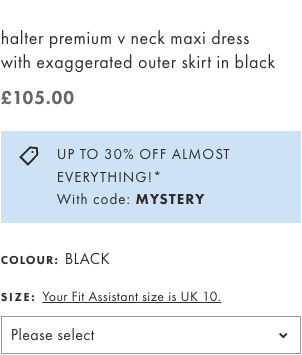 halter premium v neck maxi dress
with exaggerated outer skirt in black
£105.00
UP TO 30% OFF ALMOST
EVERYTHING!*
With code: MYSTERY
COLOUR: BLACK
SIZE: Your Fit Assistant size is UK 10.
Please select